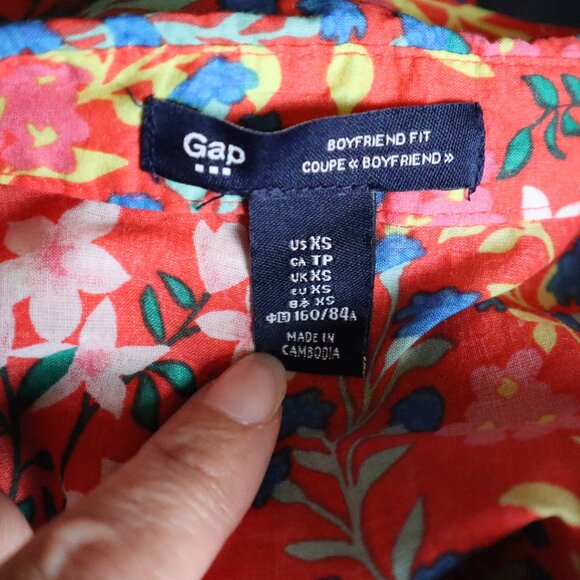 Gap
BOYFRIEND FIT
COUPE « BOYFRIEND »
US XS
CA TP
UK XS
EU XS
日本 XS
中国 160/84A
MADE IN
CAMBODIA